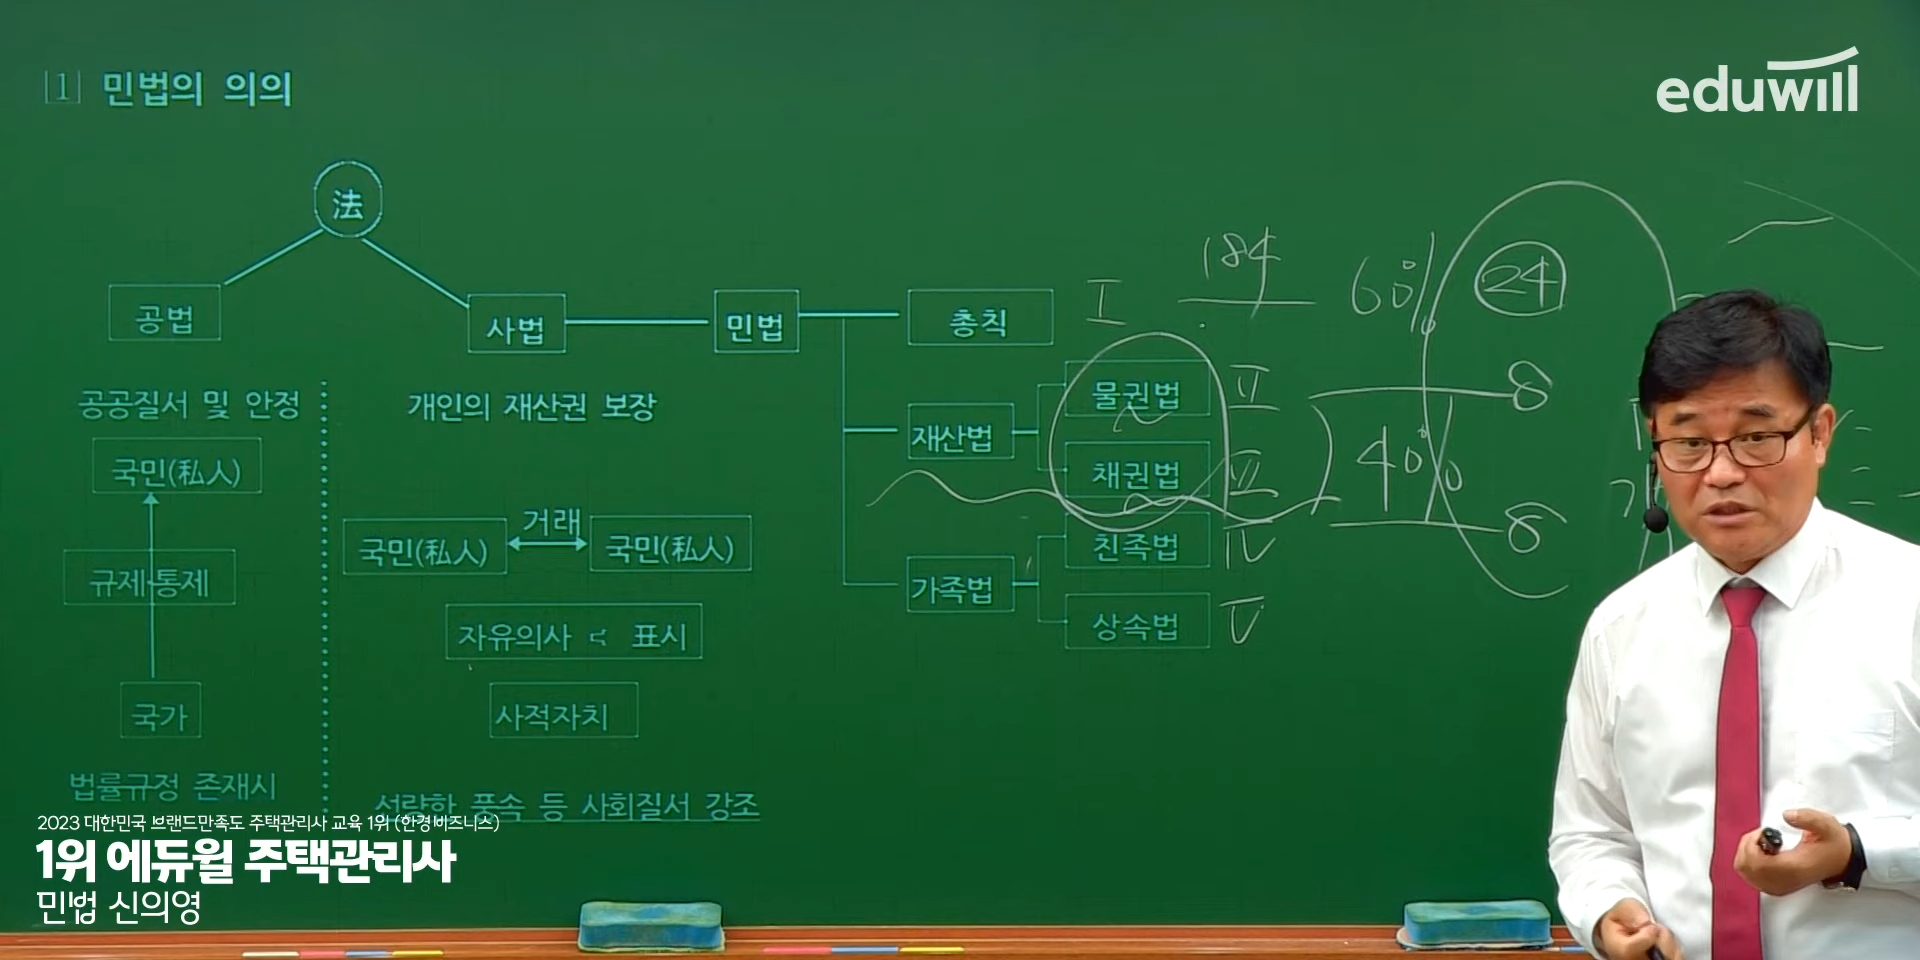 1 민법의 의의
eduwill
法
공법
사법
민법
총칙
I
184
60%
24
공공질서 및 안정
개인의 재산권 보장
물권법
II
8
국민(私人)
재산법
채권법
III
40%
거래
국민(私人)
국민(私人)
친족법
IV
8
규제·통제
가족법
자유의사 < 표시
상속법
V
국가
사적자치
법률규정 존재시
선량한 풍속 등 사회질서 강조
2023 대한민국 브랜드만족도 주택관리사 교육 1위 (한경비즈니스)
1위 에듀윌 주택관리사
민법 신의영